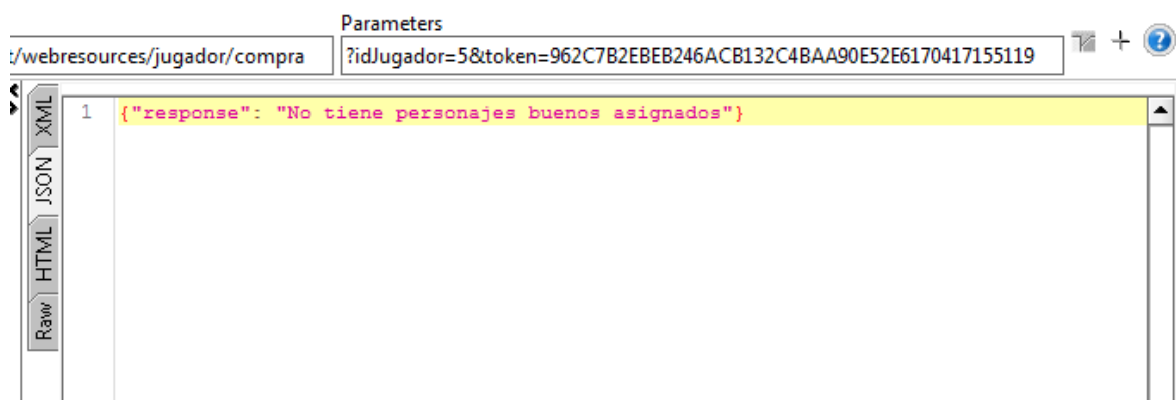 Parameters
t/webresources/jugador/compra
?idJugador=5&token=962C7B2EBEB246ACB132C4BAA90E52E6170417155119
?
XML
JSON
HTML
Raw
1 {"response": "No tiene personajes buenos asignados"}